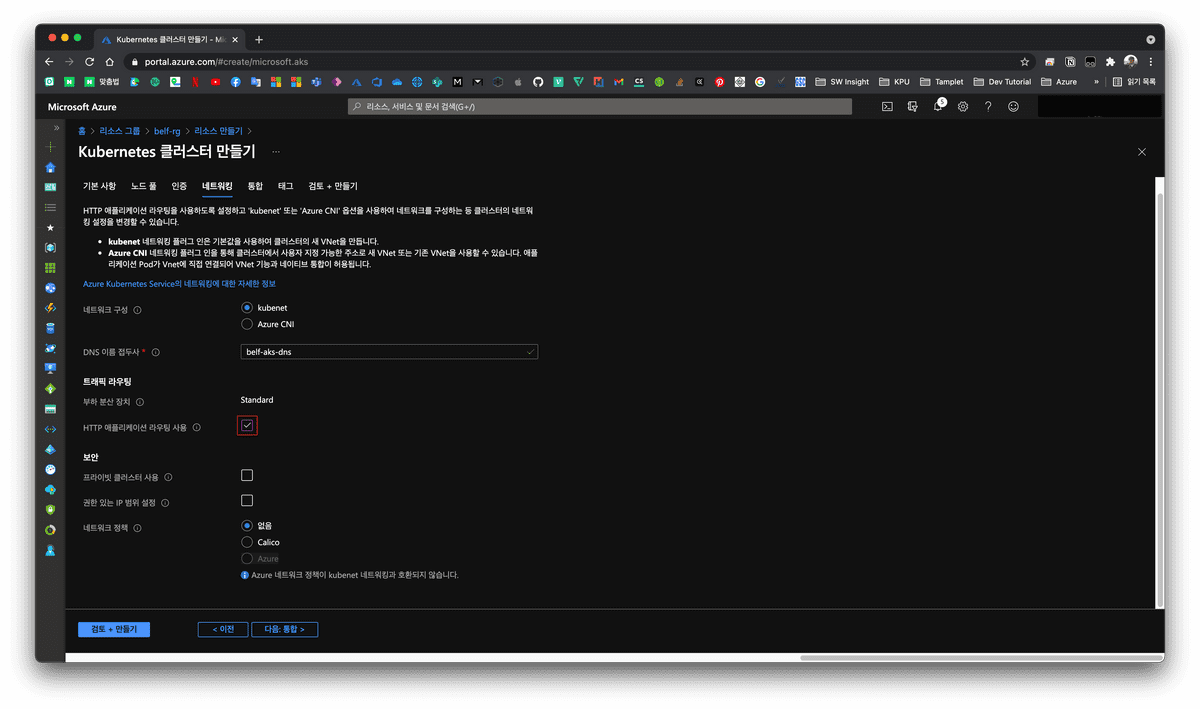 Kubernetes 클러스터 만들기 - Mi
portal.azure.com/#create/microsoft.aks
맞춤법
SW Insight
KPU
Tamplet
Dev Tutorial
Azure
»
읽기 목록
Microsoft Azure
리소스, 서비스 및 문서 검색(G+/)
5
홈 > 리소스 그룹 > belf-rg > 리소스 만들기 >
Kubernetes 클러스터 만들기 ...
기본 사항 노드 풀 인증 네트워킹 통합 태그 검토 + 만들기
HTTP 애플리케이션 라우팅을 사용하도록 설정하고 'kubenet' 또는 'Azure CNI' 옵션을 사용하여 네트워크를 구성하는 등 클러스터의 네트워
킹 설정을 변경할 수 있습니다.
• kubenet 네트워킹 플러그 인은 기본값을 사용하여 클러스터의 새 VNet을 만듭니다.
• Azure CNI 네트워킹 플러그 인을 통해 클러스터에서 사용자 지정 가능한 주소로 새 VNet 또는 기존 VNet을 사용할 수 있습니다. 애플
리케이션 Pod가 Vnet에 직접 연결되어 VNet 기능과 네이티브 통합이 허용됩니다.
Azure Kubernetes Service의 네트워킹에 대한 자세한 정보
네트워크 구성
kubenet
Azure CNI
DNS 이름 접두사 *
belf-aks-dns
트래픽 라우팅
부하 분산 장치
Standard
HTTP 애플리케이션 라우팅 사용
보안
프라이빗 클러스터 사용
권한 있는 IP 범위 설정
네트워크 정책
없음
Calico
Azure
Azure 네트워크 정책이 kubenet 네트워킹과 호환되지 않습니다.
검토 + 만들기
< 이전
다음: 통합 >